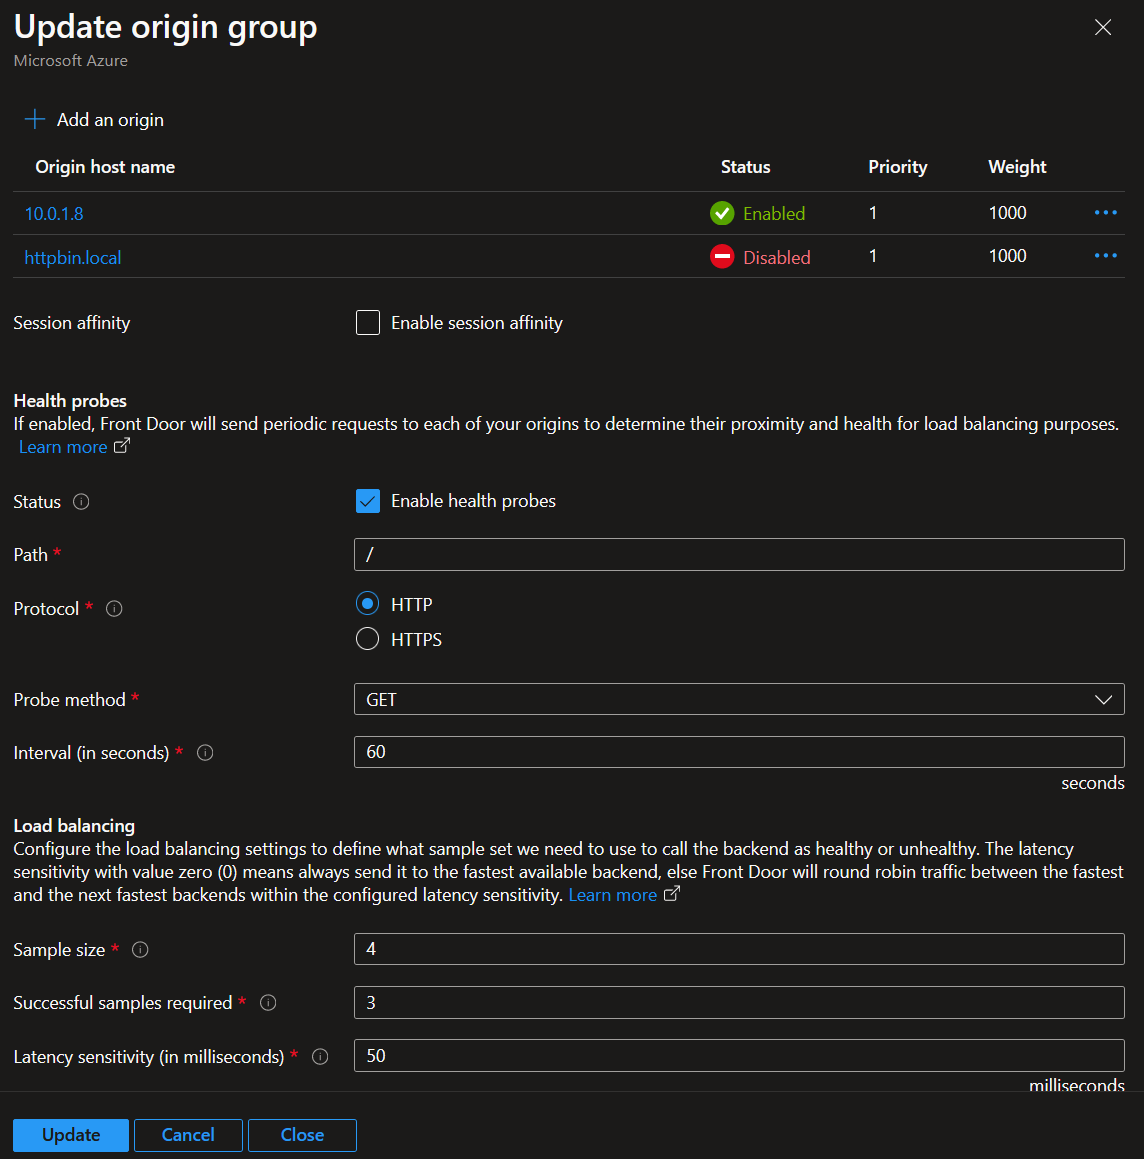 Update origin group
Microsoft Azure
Add an origin
Origin host name Status Priority Weight
10.0.1.8 Enabled 1 1000
httpbin.local Disabled 1 1000
Session affinity Enable session affinity
Health probes
If enabled, Front Door will send periodic requests to each of your origins to determine their proximity and health for load balancing purposes.
Learn more
Status Enable health probes
Path * /
Protocol * HTTP
HTTPS
Probe method * GET
Interval (in seconds) * 60
seconds
Load balancing
Configure the load balancing settings to define what sample set we need to use to call the backend as healthy or unhealthy. The latency
sensitivity with value zero (0) means always send it to the fastest available backend, else Front Door will round robin traffic between the fastest
and the next fastest backends within the configured latency sensitivity. Learn more
Sample size * 4
Successful samples required * 3
Latency sensitivity (in milliseconds) * 50
milliseconds
Update Cancel Close